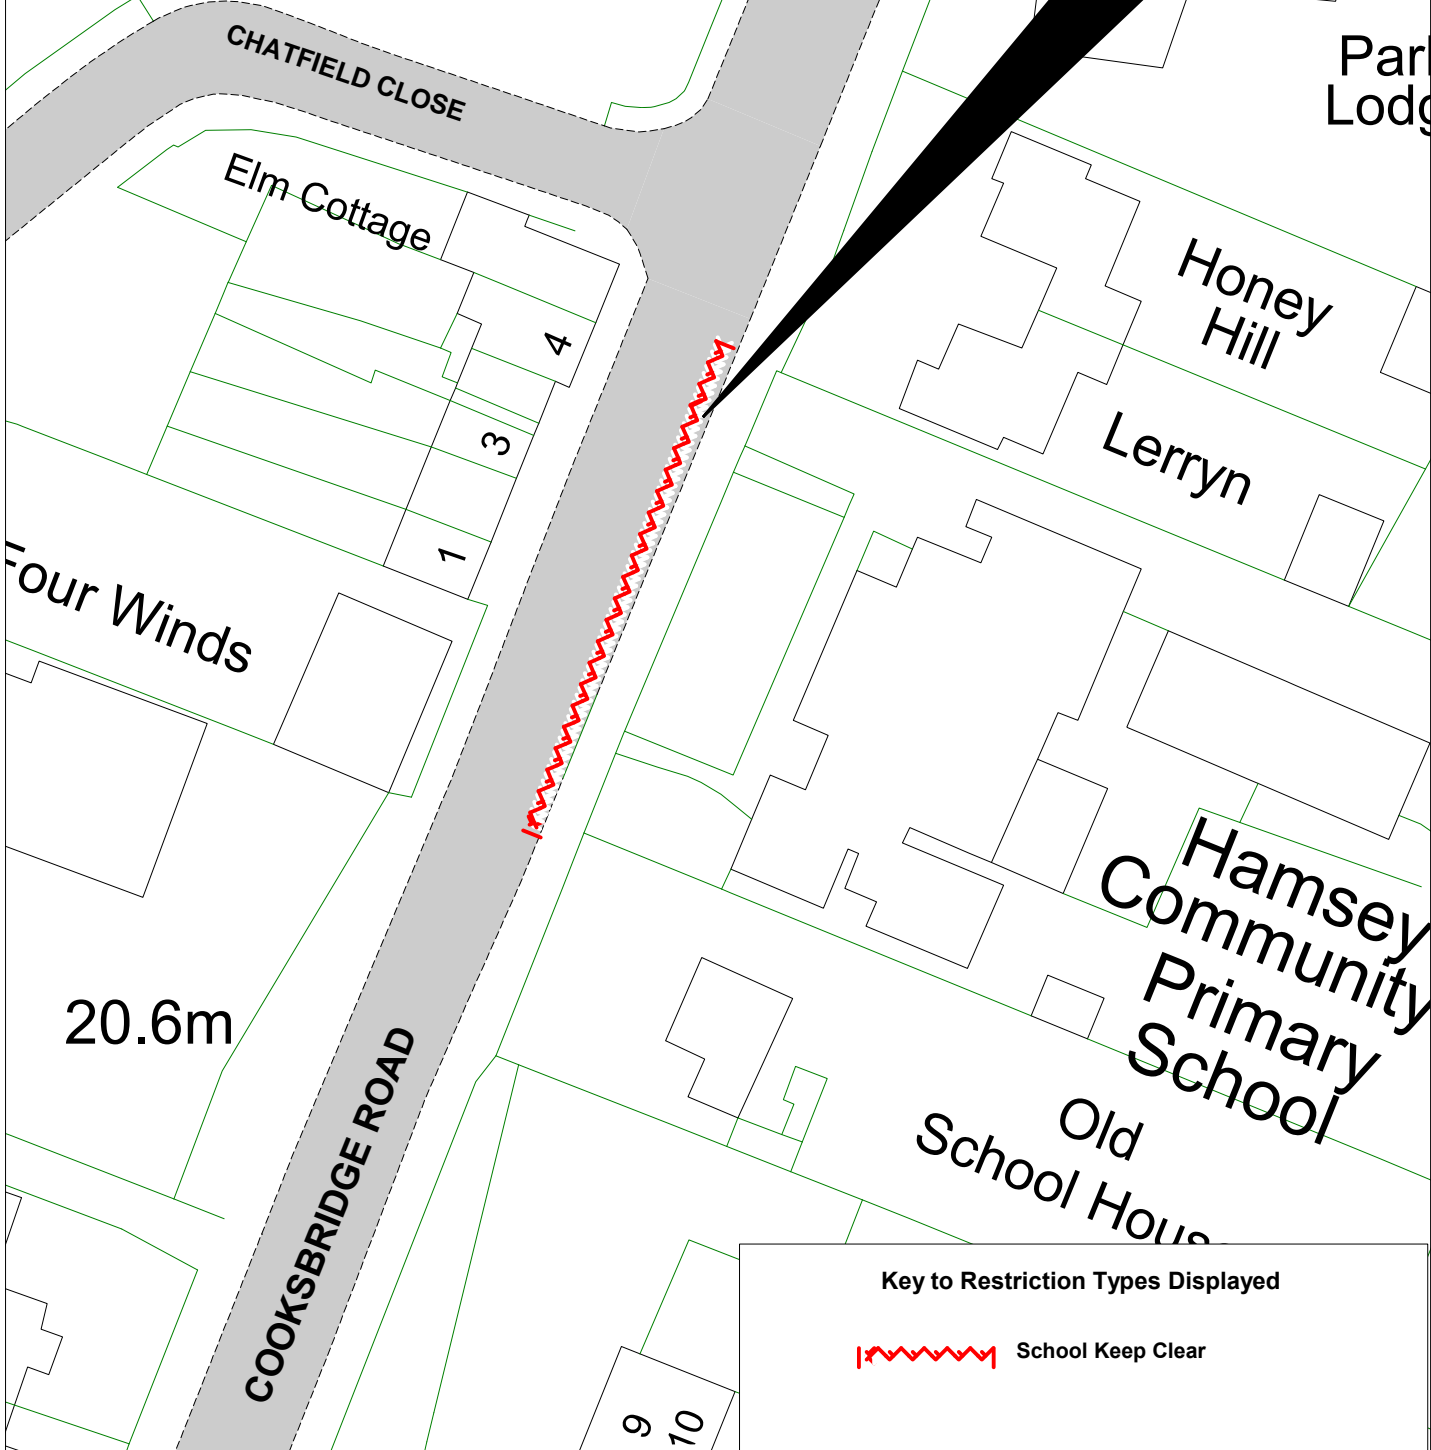 CHATFIELD CLOSE
Elm Cottage
Honey
Hill
4
3
Lerryn
1
Four Winds
Hamsey
Community
Primary
School
20.6m
COOKSBRIDGE ROAD
Old
School
Key to Restriction Types Displayed
School Keep Clear
9
10